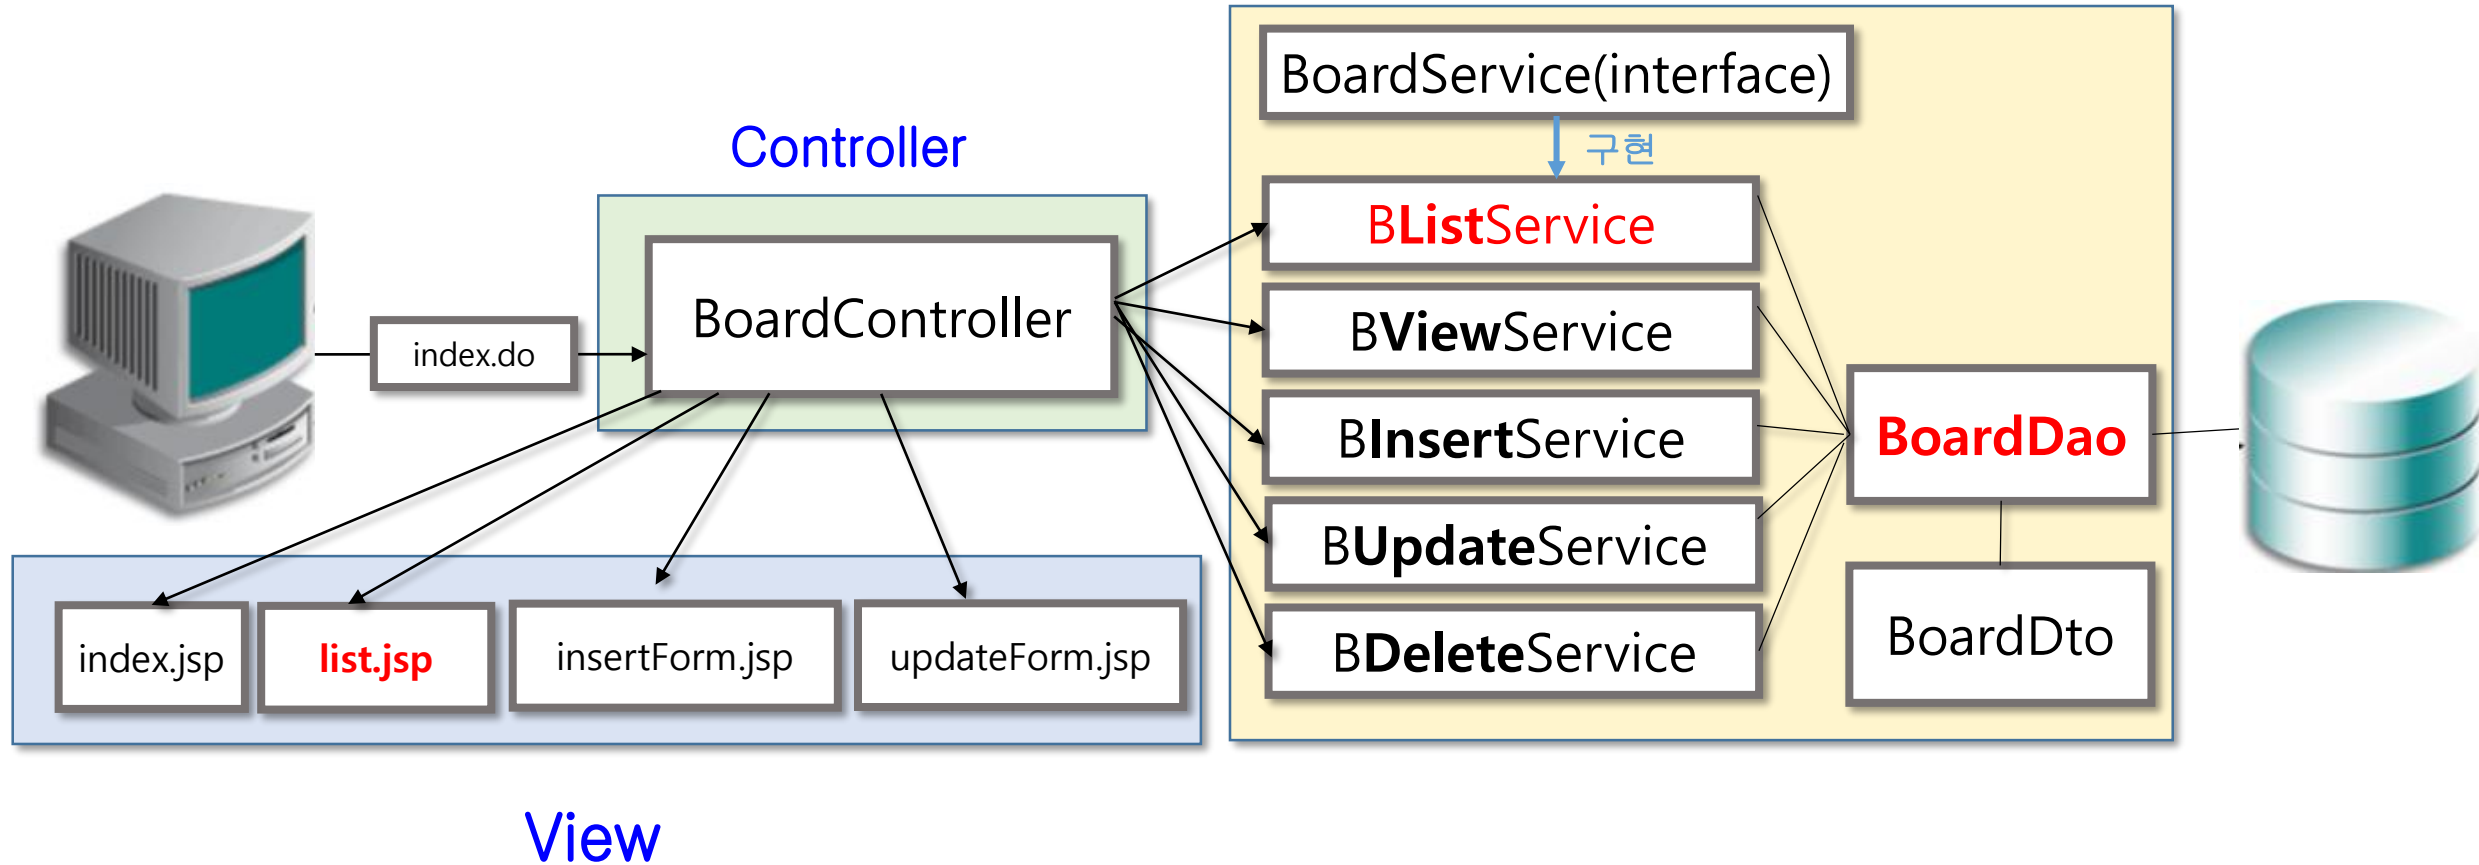 BoardService(interface)
구현
Controller
BListService
BoardController
BViewService
index.do
BInsertService
BoardDao
BUpdateService
BDeleteService
BoardDto
index.jsp
list.jsp
insertForm.jsp
updateForm.jsp
View